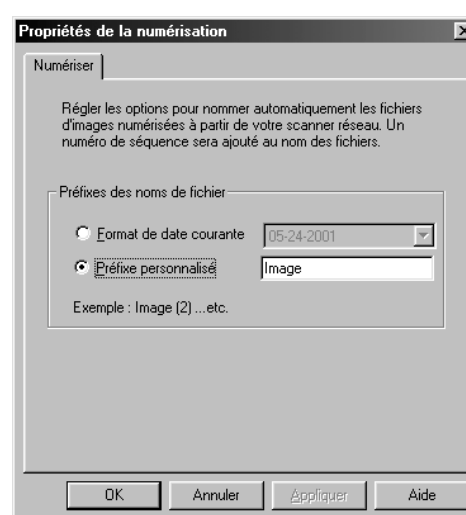 Propriétés de la numérisation
Numériser
Régler les options pour nommer automatiquement les fichiers
d'images numérisées à partir de votre scanner réseau. Un
numéro de séquence sera ajouté au nom des fichiers.
Préfixes des noms de fichier
Format de date courante 05-24-2001
Préfixe personnalisé Image
Exemple : Image (2) ...etc.
OK Annuler Appliquer Aide